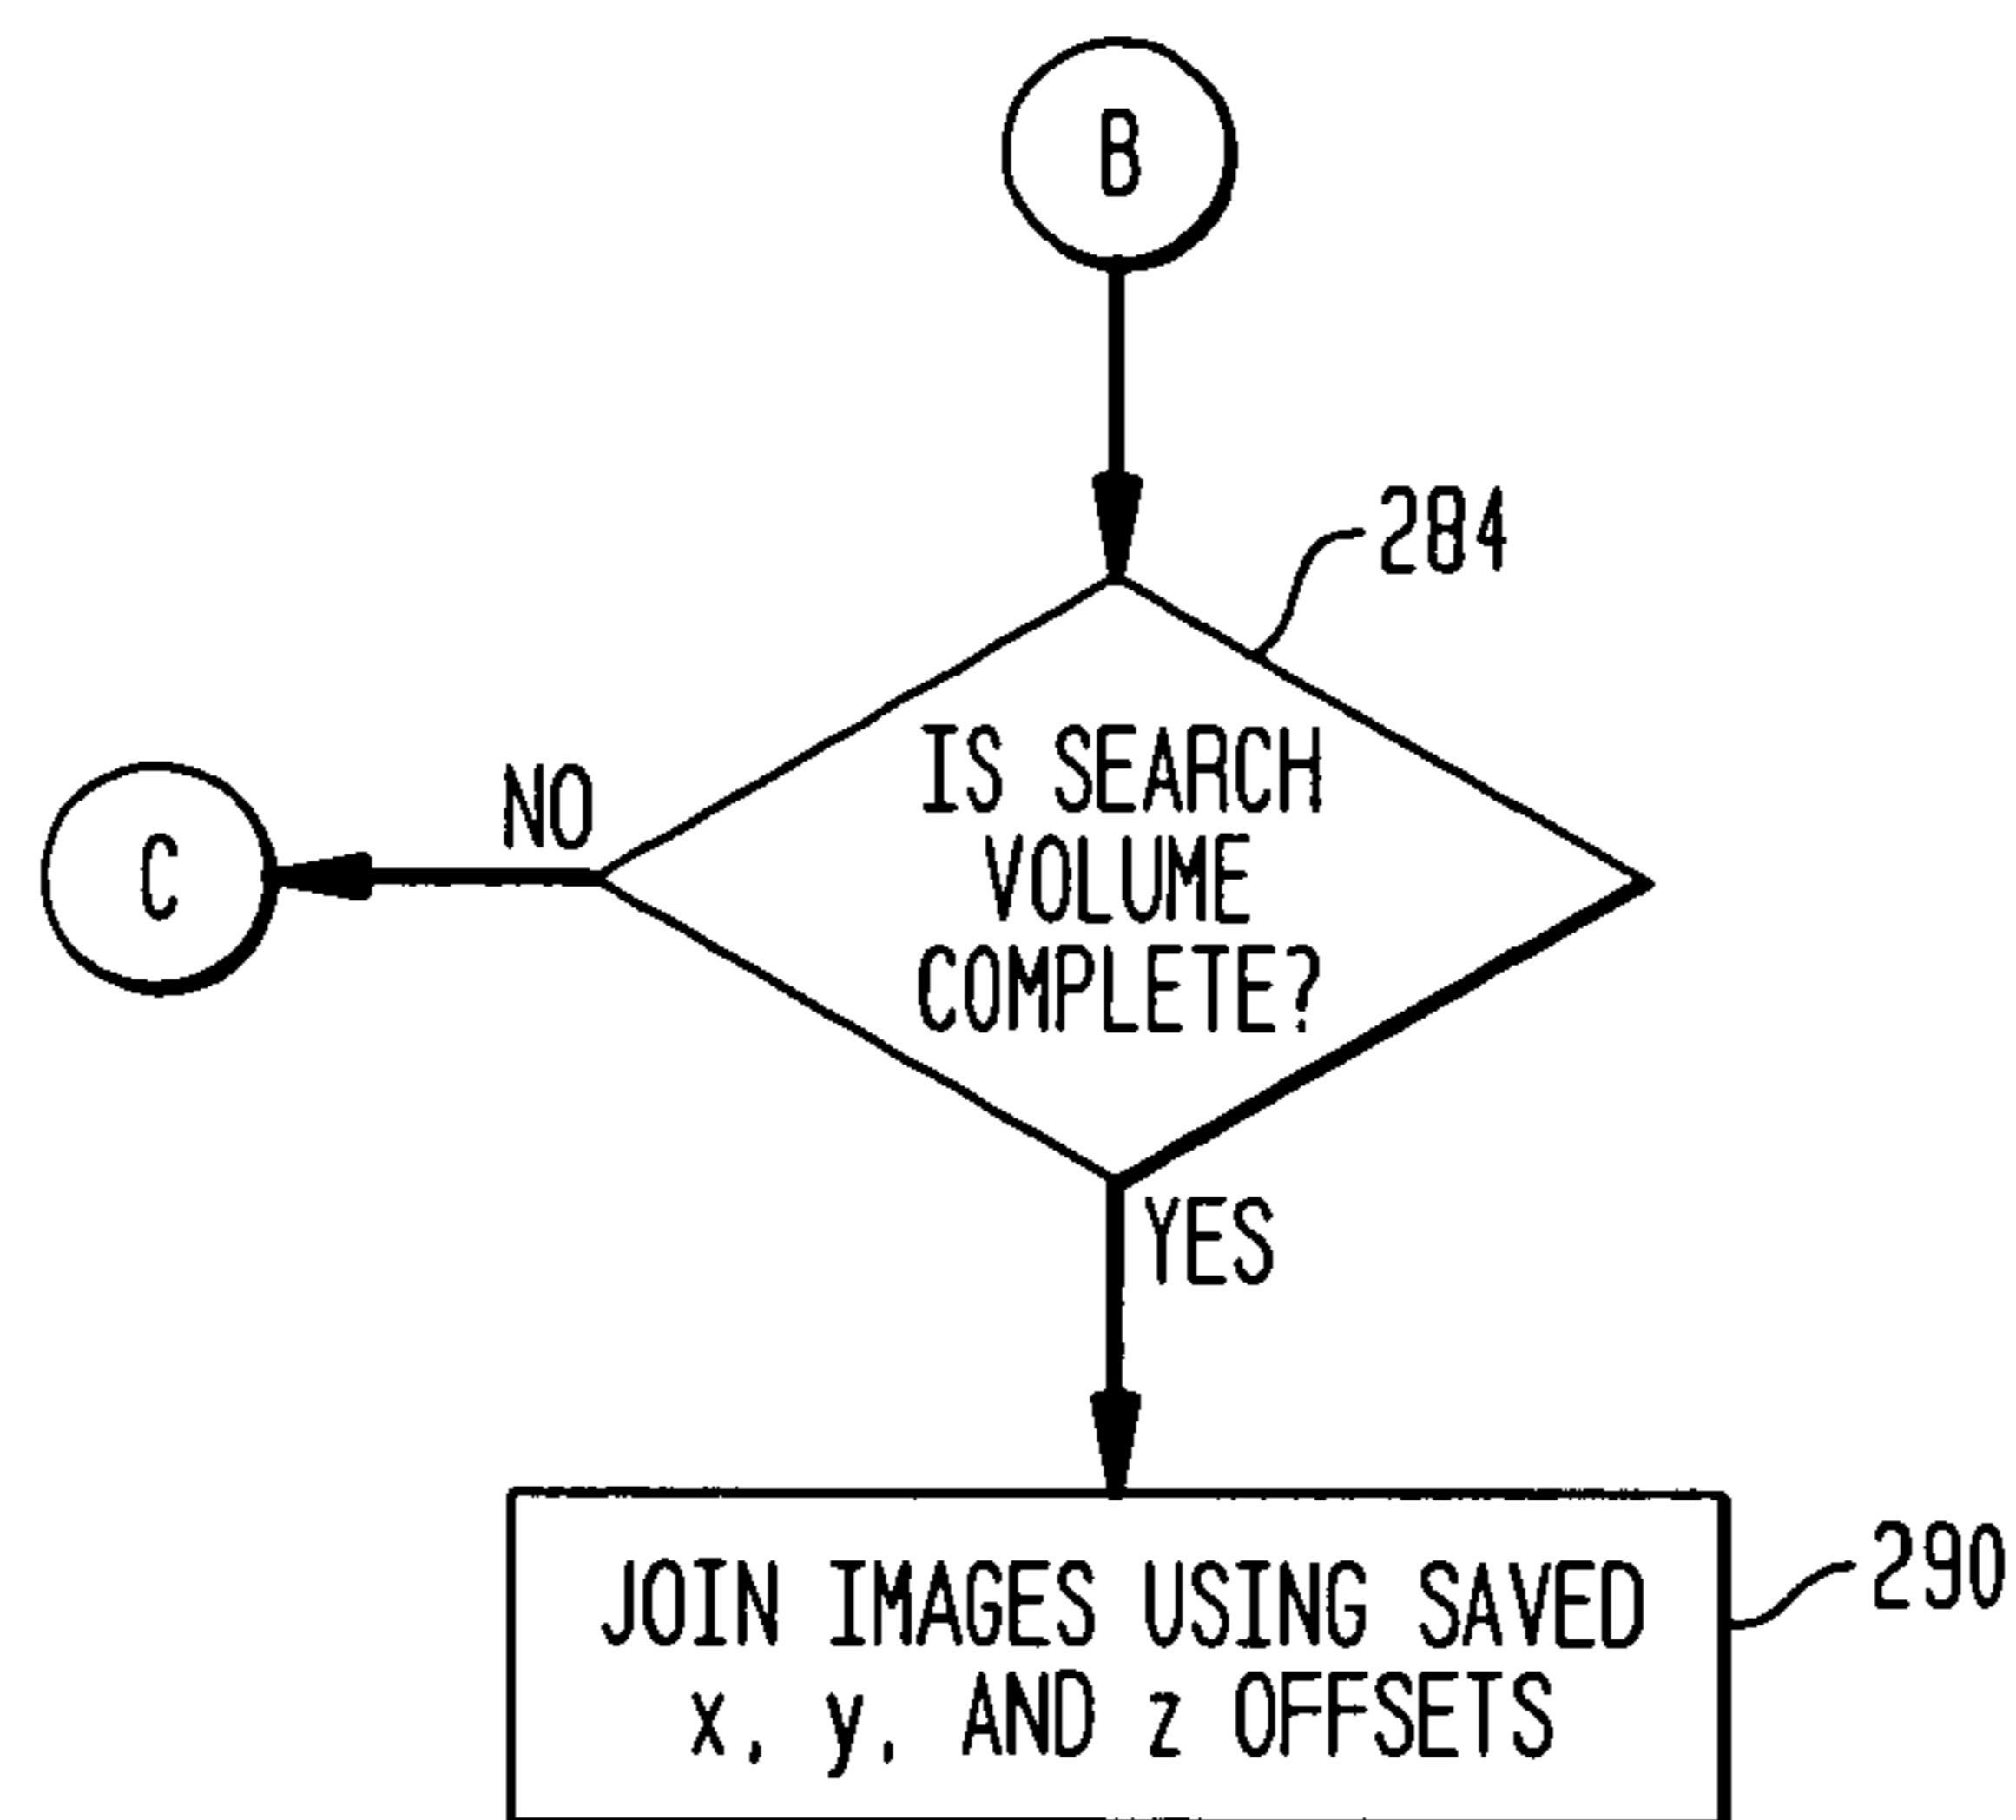 B
284
IS SEARCH
VOLUME
COMPLETE?
NO
C
YES
JOIN IMAGES USING SAVED
x, y, AND z OFFSETS
290